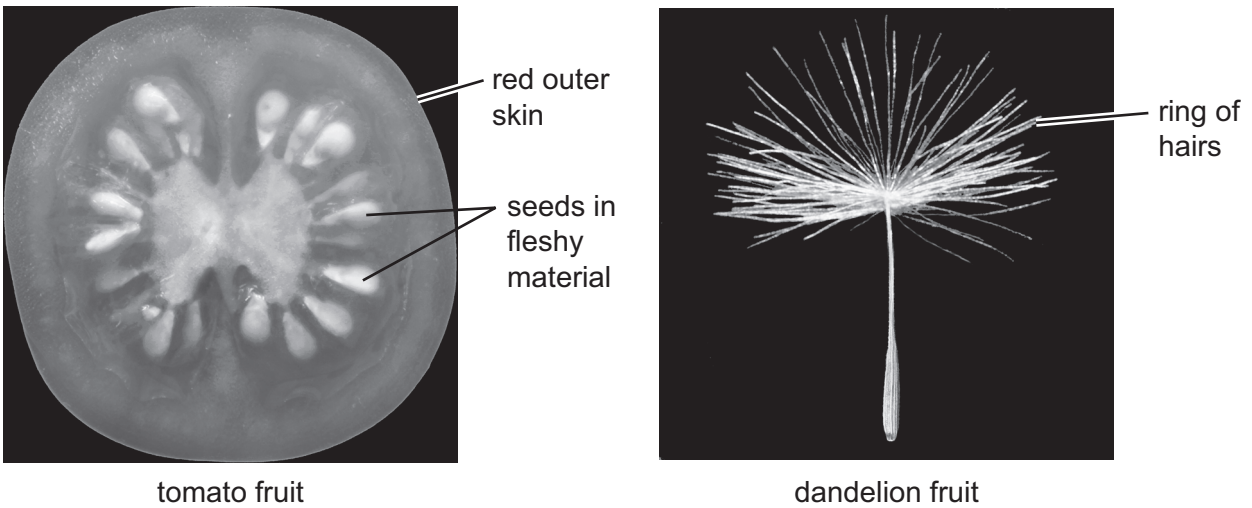 red outer
skin
seeds in
fleshy
material
tomato fruit
ring of
hairs
dandelion fruit